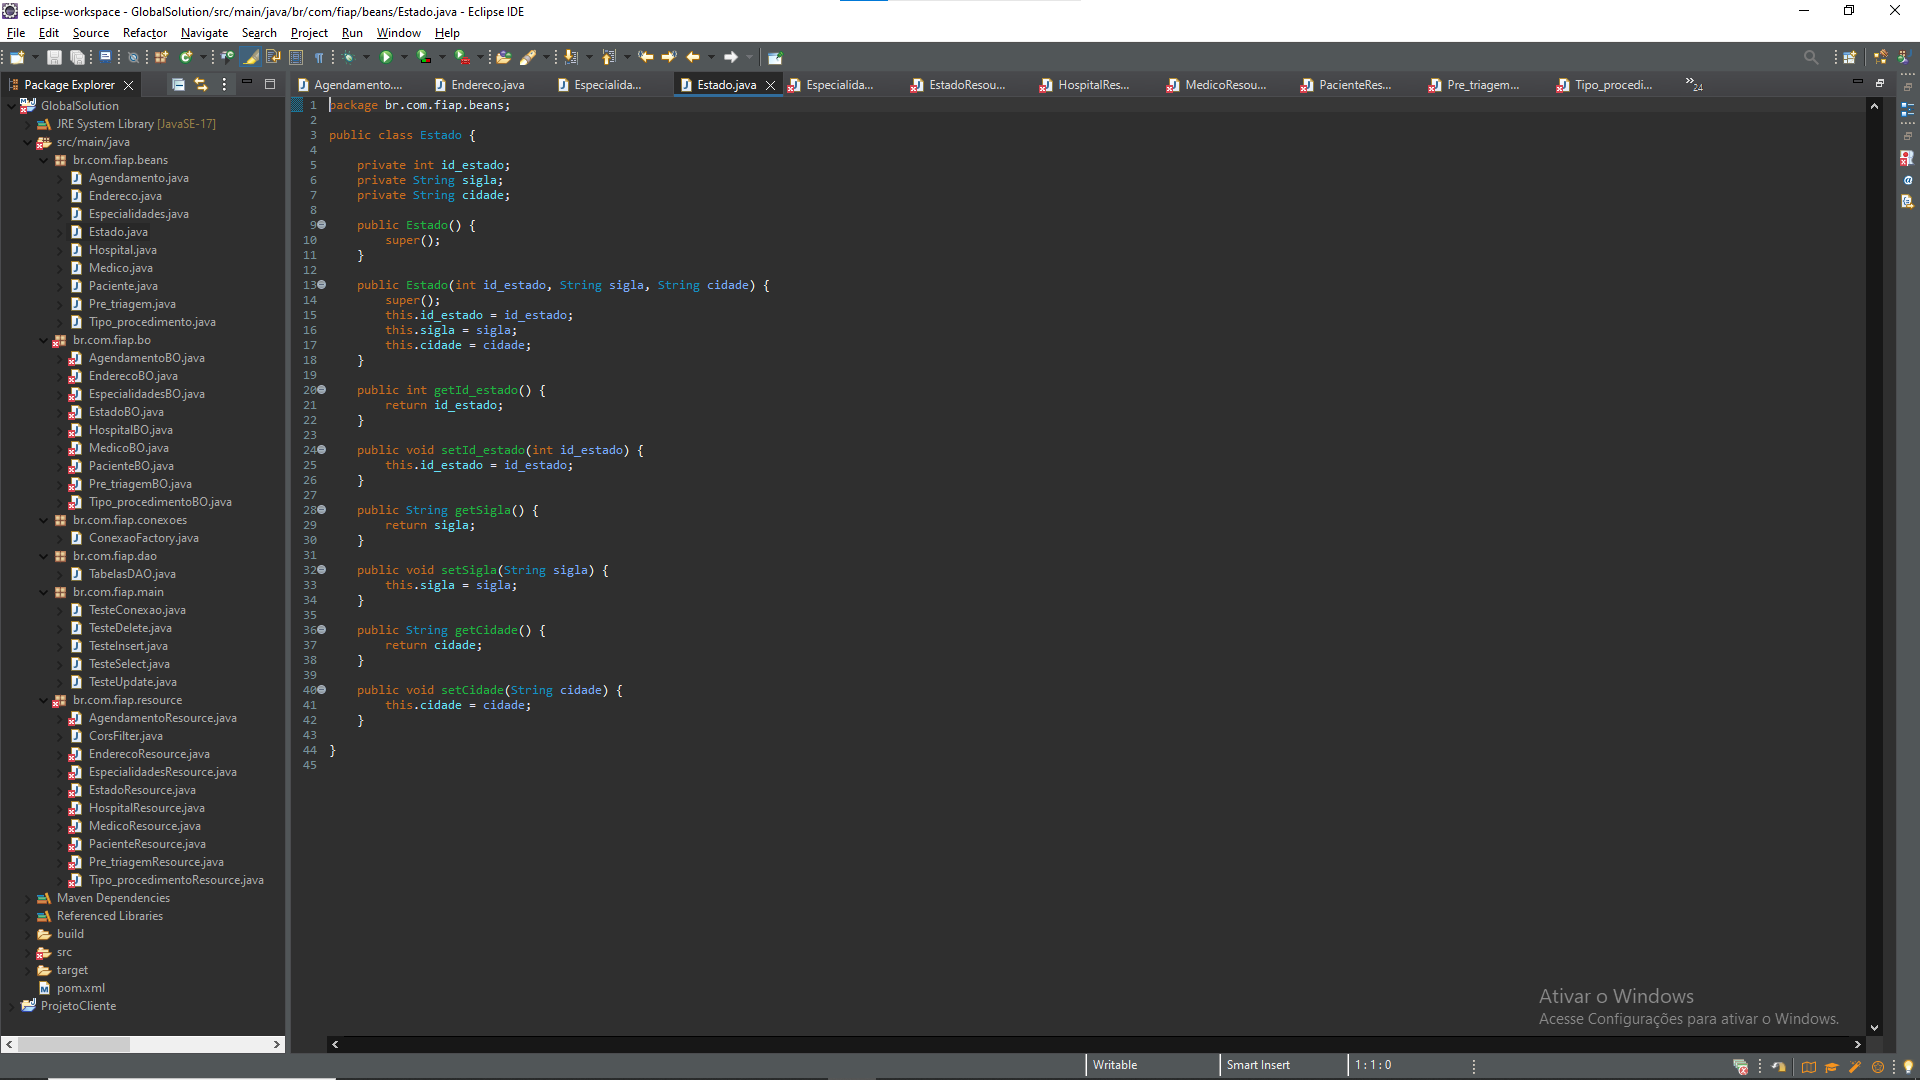 eclipse-workspace - GlobalSolution/src/main/java/br/com/fiap/beans/Estado.java - Eclipse IDE
File Edit Source Refactor Navigate Search Project Run Window Help
Package Explorer
Agendamento.... Endereco.java Especialida... Estado.java Especialida... EstadoResou... HospitalRes... MedicoResou... PacienteRes... Pre_triagem... Tipo_procedi... »24
GlobalSolution
JRE System Library [JavaSE-17]
src/main/java
br.com.fiap.beans
Agendamento.java
Endereco.java
Especialidades.java
Estado.java
Hospital.java
Medico.java
Paciente.java
Pre_triagem.java
Tipo_procedimento.java
br.com.fiap.bo
AgendamentoBO.java
EnderecoBO.java
EspecialidadesBO.java
EstadoBO.java
HospitalBO.java
MedicoBO.java
PacienteBO.java
Pre_triagemBO.java
Tipo_procedimentoBO.java
br.com.fiap.conexoes
ConexaoFactory.java
br.com.fiap.dao
TabelasDAO.java
br.com.fiap.main
TesteConexao.java
TesteDelete.java
TesteInsert.java
TesteSelect.java
TesteUpdate.java
br.com.fiap.resource
AgendamentoResource.java
CorsFilter.java
EnderecoResource.java
EspecialidadesResource.java
EstadoResource.java
HospitalResource.java
MedicoResource.java
PacienteResource.java
Pre_triagemResource.java
Tipo_procedimentoResource.java
Maven Dependencies
Referenced Libraries
build
src
target
pom.xml
ProjetoCliente
1 package br.com.fiap.beans;
2
3 public class Estado {
4
5 private int id_estado;
6 private String sigla;
7 private String cidade;
8
9 public Estado() {
10 super();
11 }
12
13 public Estado(int id_estado, String sigla, String cidade) {
14 super();
15 this.id_estado = id_estado;
16 this.sigla = sigla;
17 this.cidade = cidade;
18 }
19
20 public int getId_estado() {
21 return id_estado;
22 }
23
24 public void setId_estado(int id_estado) {
25 this.id_estado = id_estado;
26 }
27
28 public String getSigla() {
29 return sigla;
30 }
31
32 public void setSigla(String sigla) {
33 this.sigla = sigla;
34 }
35
36 public String getCidade() {
37 return cidade;
38 }
39
40 public void setCidade(String cidade) {
41 this.cidade = cidade;
42 }
43
44 }
45
Ativar o Windows
Acesse Configurações para ativar o Windows.
Writable Smart Insert 1 : 1 : 0